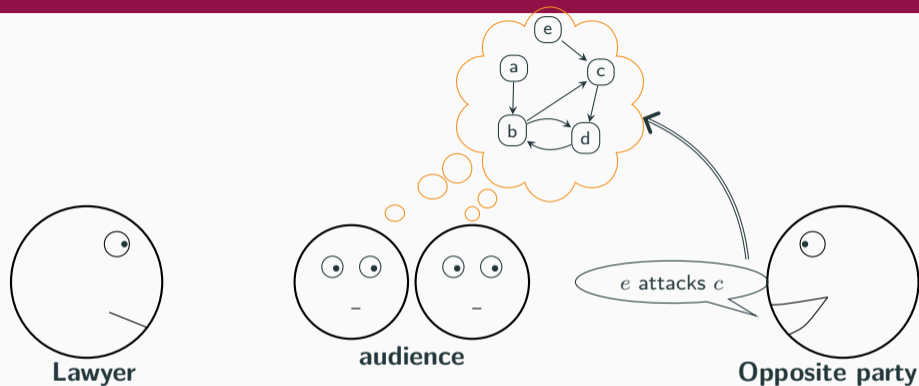 e
a
c
b
d
e attacks c
audience
Lawyer
Opposite party